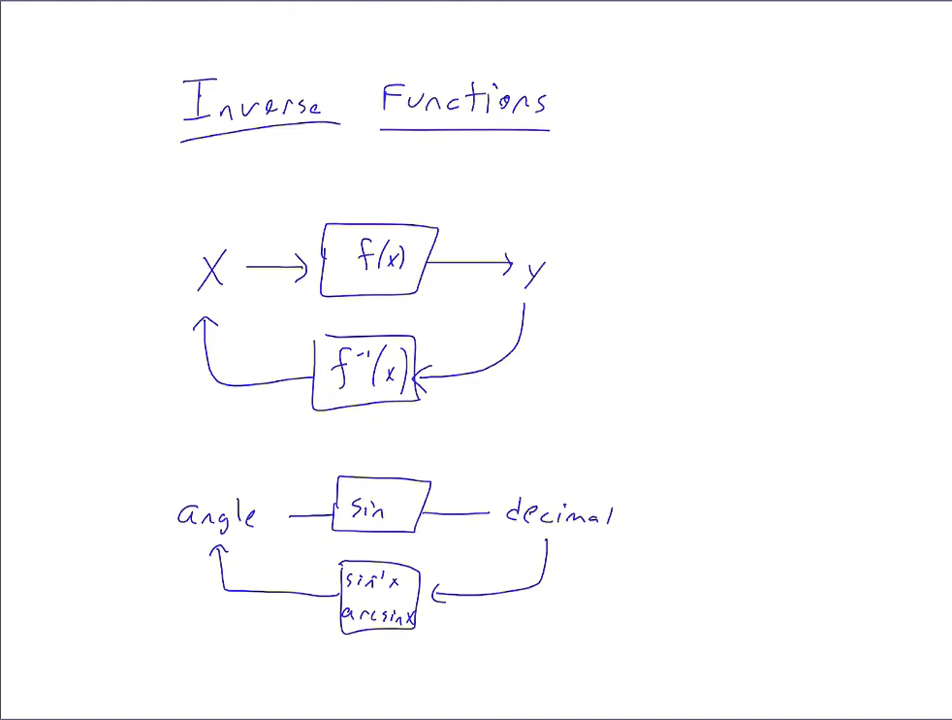 Inverse Functions
X f(x) y
f⁻¹(x)
angle sin decimal
sin⁻¹x
arcsinx